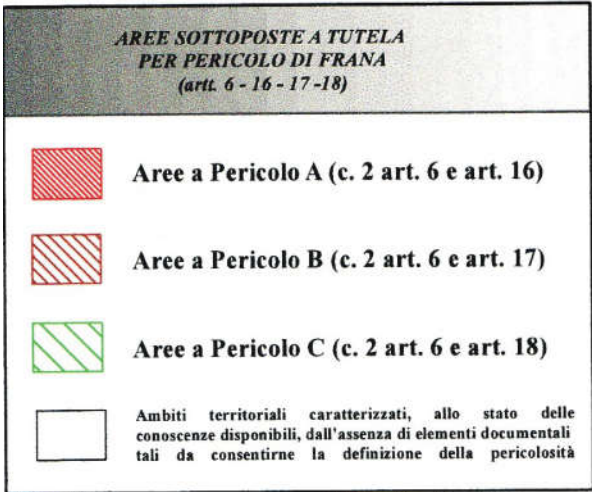 AREE SOTTOPOSTE A TUTELA
PER PERICOLO DI FRANA
(artt. 6 - 16 - 17 -18)
Aree a Pericolo A (c. 2 art. 6 e art. 16)
Aree a Pericolo B (c. 2 art. 6 e art. 17)
Aree a Pericolo C (c. 2 art. 6 e art. 18)
Ambiti territoriali caratterizzati, allo stato delle
conoscenze disponibili, dall'assenza di elementi documentali
tali da consentirne la definizione della pericolosità